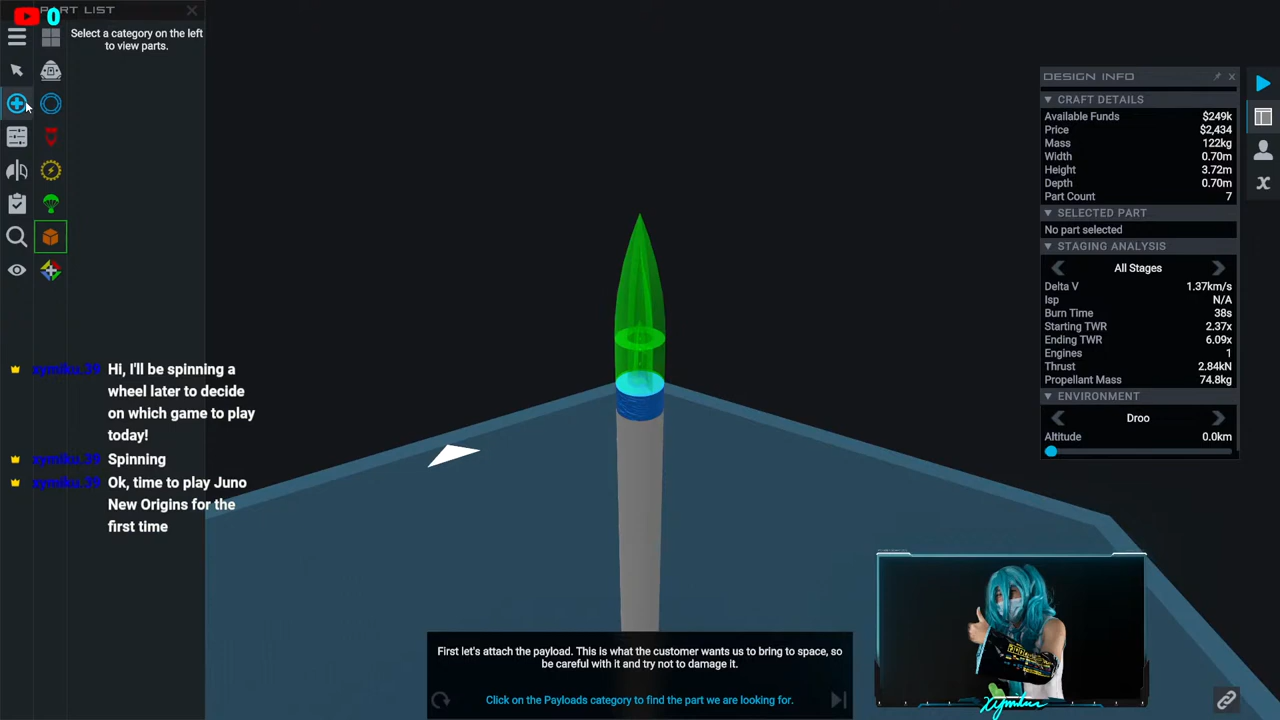 0
PART LIST
Select a category on the left
to view parts.
Hi, I'll be spinning a
wheel later to decide
on which game to play
today!
Spinning
Ok, time to play Juno
New Origins for the
first time
First let's attach the payload. This is what the customer wants us to bring to space, so
be careful with it and try not to damage it.
Click on the Payloads category to find the part we are looking for.
DESIGN INFO
CRAFT DETAILS
Available Funds $249k
Price $2,434
Mass 122kg
Width 0.70m
Height 3.72m
Depth 0.70m
Part Count 7
SELECTED PART
No part selected
STAGING ANALYSIS
All Stages
Delta V 1.37km/s
Isp N/A
Burn Time 38s
Starting TWR 2.37x
Ending TWR 6.09x
Engines 1
Thrust 2.84kN
Propellant Mass 74.8kg
ENVIRONMENT
Droo
Altitude 0.0km